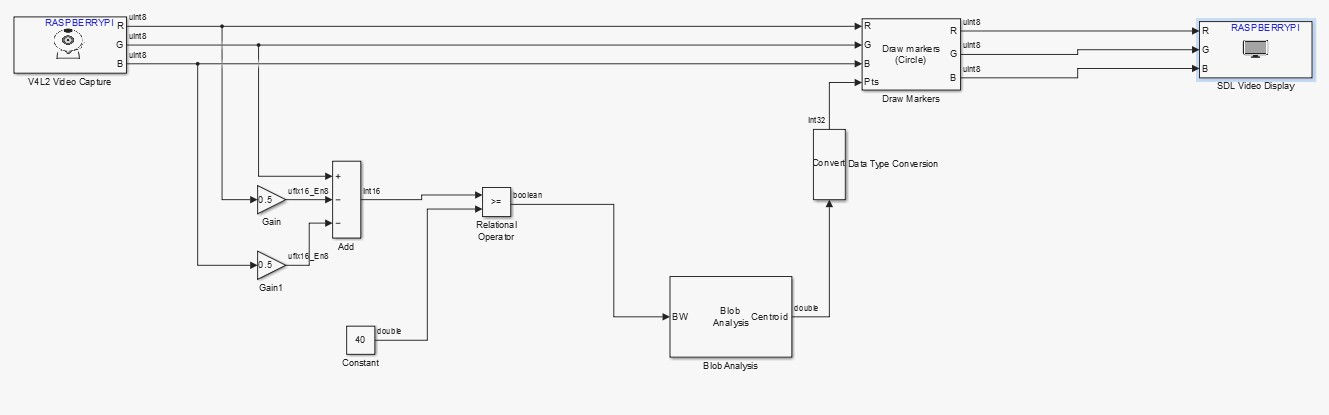 RASPBERRYPI
R
G
B
V4L2 Video Capture
uint8
uint8
uint8
R
G
B
Pts
Draw markers
(Circle)
R
G
B
Draw Markers
uint8
uint8
uint8
RASPBERRYPI
R
G
B
SDL Video Display
int32
Convert
Data Type Conversion
0.5
Gain
ufix16_En8
+
−
−
Add
int16
0.5
Gain1
ufix16_En8
>=
Relational
Operator
boolean
40
Constant
double
BW
Blob
Analysis
Centroid
Blob Analysis
double